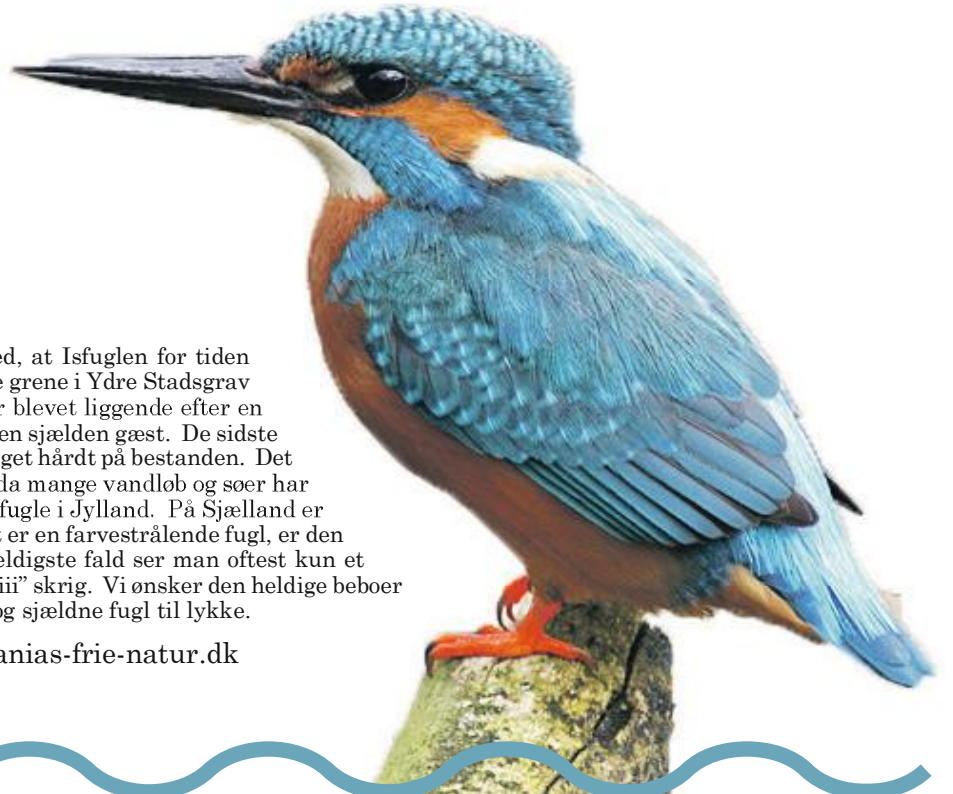 ed, at Isfuglen for tiden
e grene i Ydre Stadsgrav
r blevet liggende efter en
en sjælden gæst. De sidste
get hårdt på bestanden. Det
da mange vandløb og søer har
fugle i Jylland. På Sjælland er
t er en farvestrålende fugl, er den
eldigste fald ser man oftest kun et
iii” skrig. Vi ønsker den heldige beboer
og sjældne fugl til lykke.
anias-frie-natur.dk